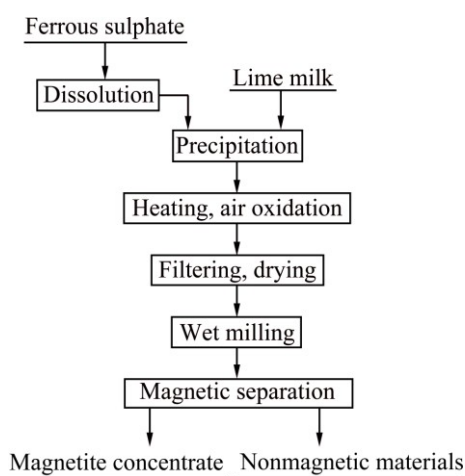 Ferrous sulphate
Dissolution
Lime milk
Precipitation
Heating, air oxidation
Filtering, drying
Wet milling
Magnetic separation
Magnetite concentrate
Nonmagnetic materials